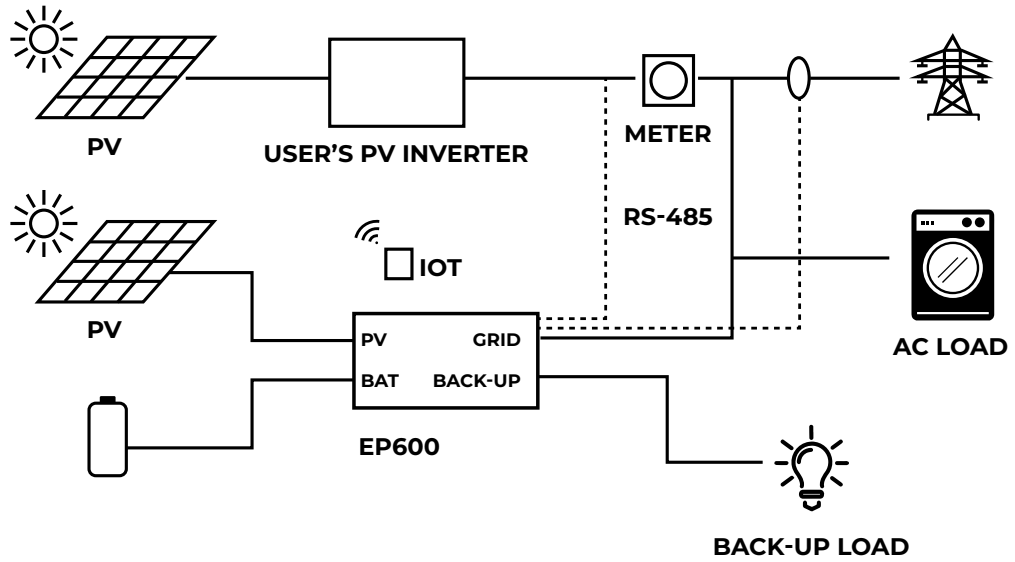 PV
USER'S PV INVERTER
METER
RS-485
IOT
PV
PV
GRID
BAT
BACK-UP
EP600
AC LOAD
BACK-UP LOAD